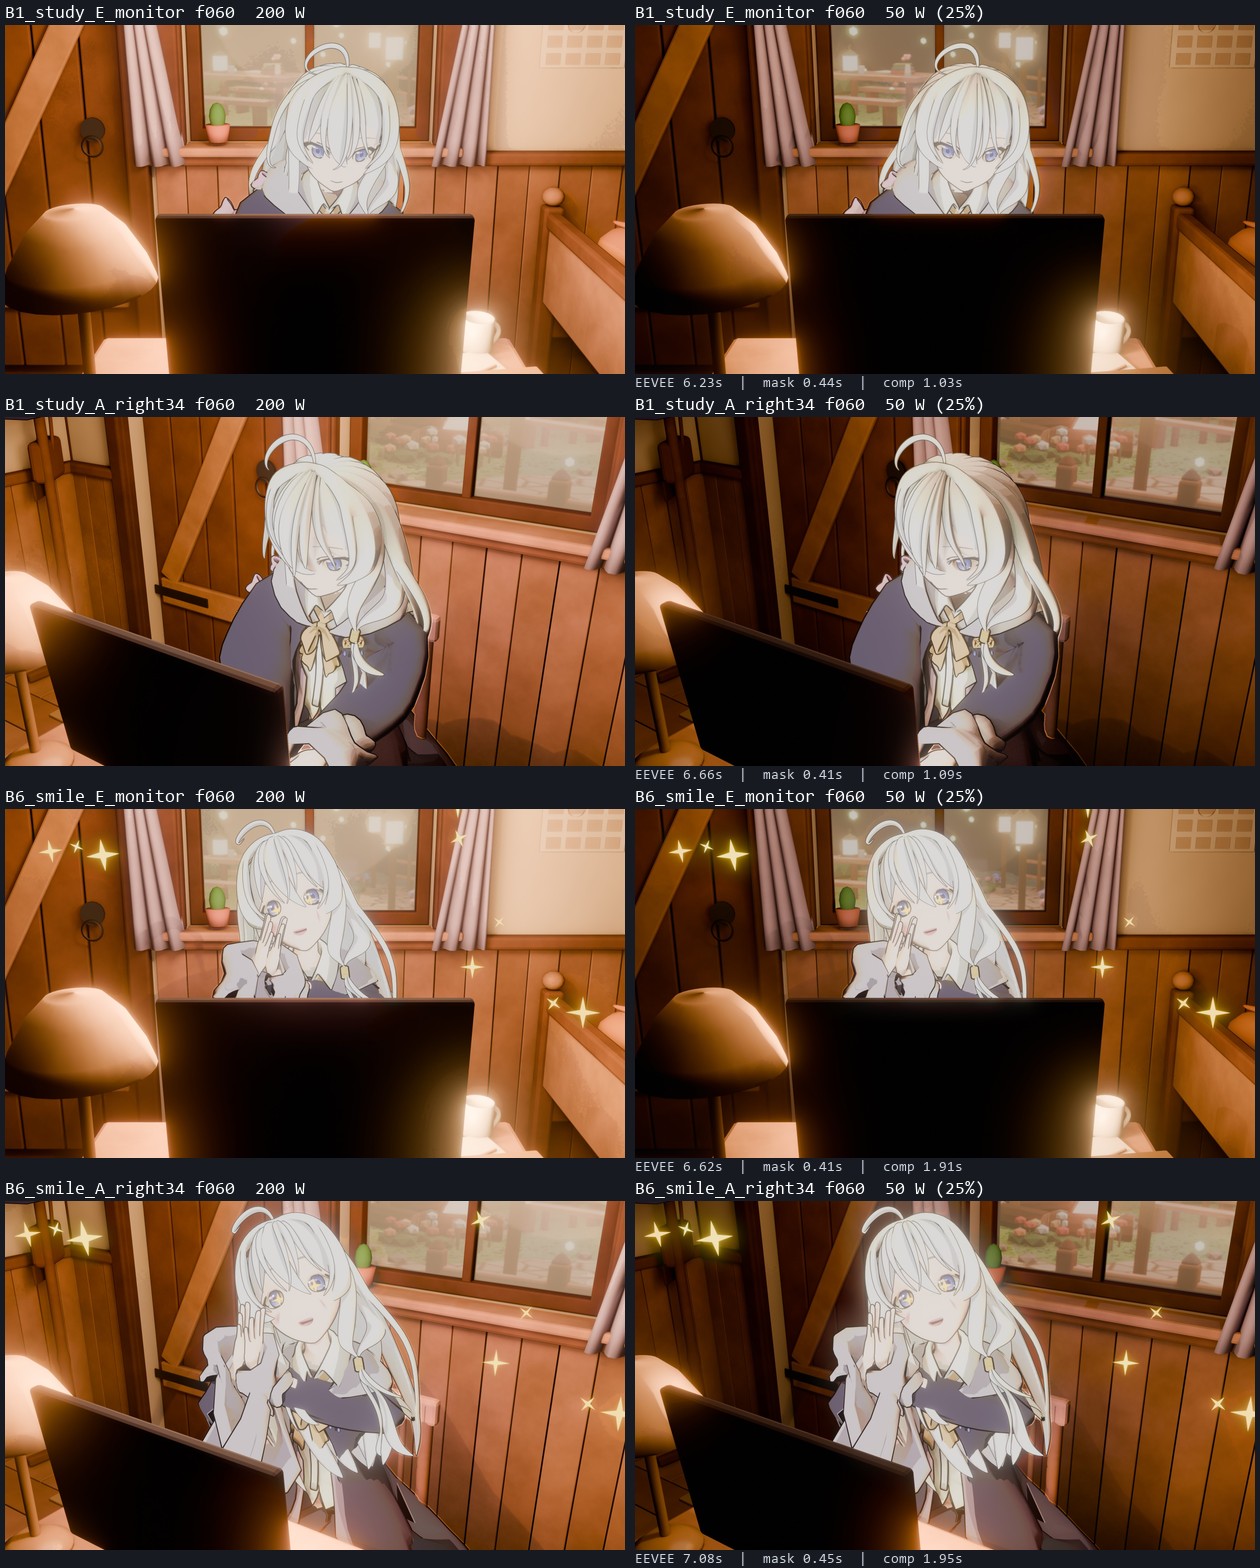 B1_study_E_monitor f060  200 W
B1_study_E_monitor f060  50 W (25%)
EEVEE 6.23s  |  mask 0.44s  |  comp 1.03s
B1_study_A_right34 f060  200 W
B1_study_A_right34 f060  50 W (25%)
EEVEE 6.66s  |  mask 0.41s  |  comp 1.09s
B6_smile_E_monitor f060  200 W
B6_smile_E_monitor f060  50 W (25%)
EEVEE 6.62s  |  mask 0.41s  |  comp 1.91s
B6_smile_A_right34 f060  200 W
B6_smile_A_right34 f060  50 W (25%)
EEVEE 7.08s  |  mask 0.45s  |  comp 1.95s